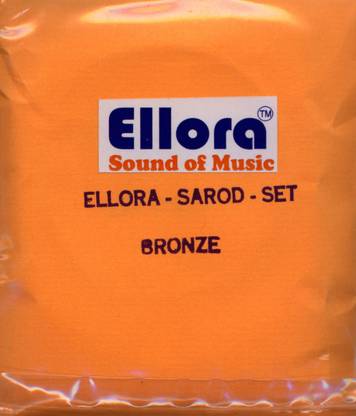 Ellora™
Sound of Music
ELLORA - SAROD - SET
BRONZE